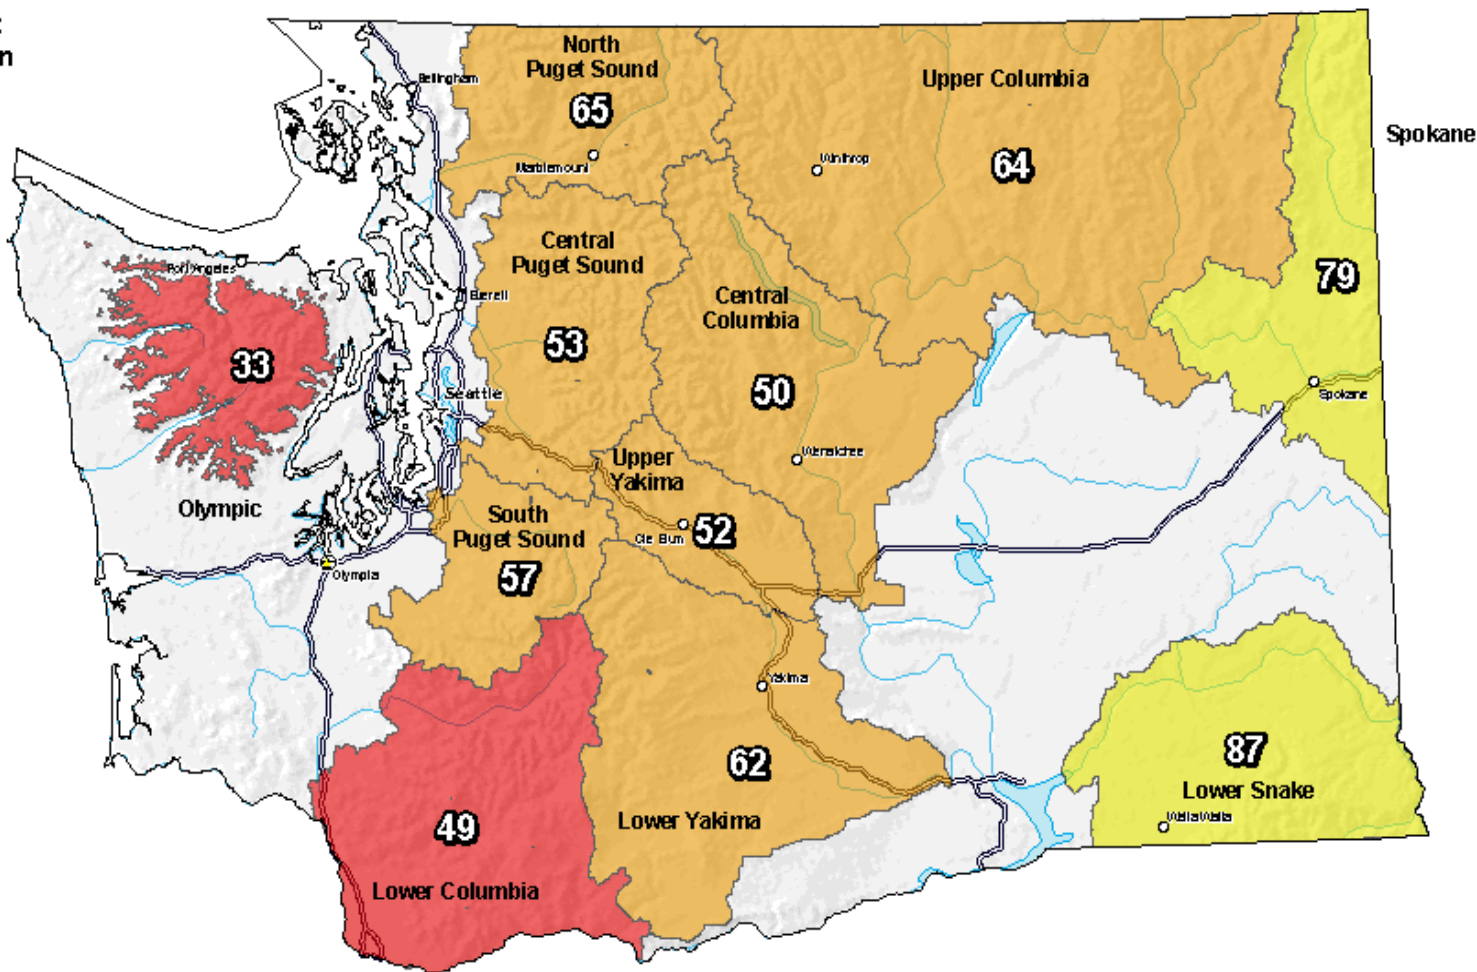 n
North
Puget Sound
65
Upper Columbia
Bellingham
Spokane
Marblemount
Winthrop
64
Central
Puget Sound
Port Angeles
79
Everett
Central
Columbia
53
33
50
Seattle
Spokane
Wenatchee
Upper
Yakima
Olympic
South
Puget Sound
Cle Elum
52
57
Olympia
Yakima
62
87
Lower Snake
Lower Yakima
49
Walla Walla
Lower Columbia